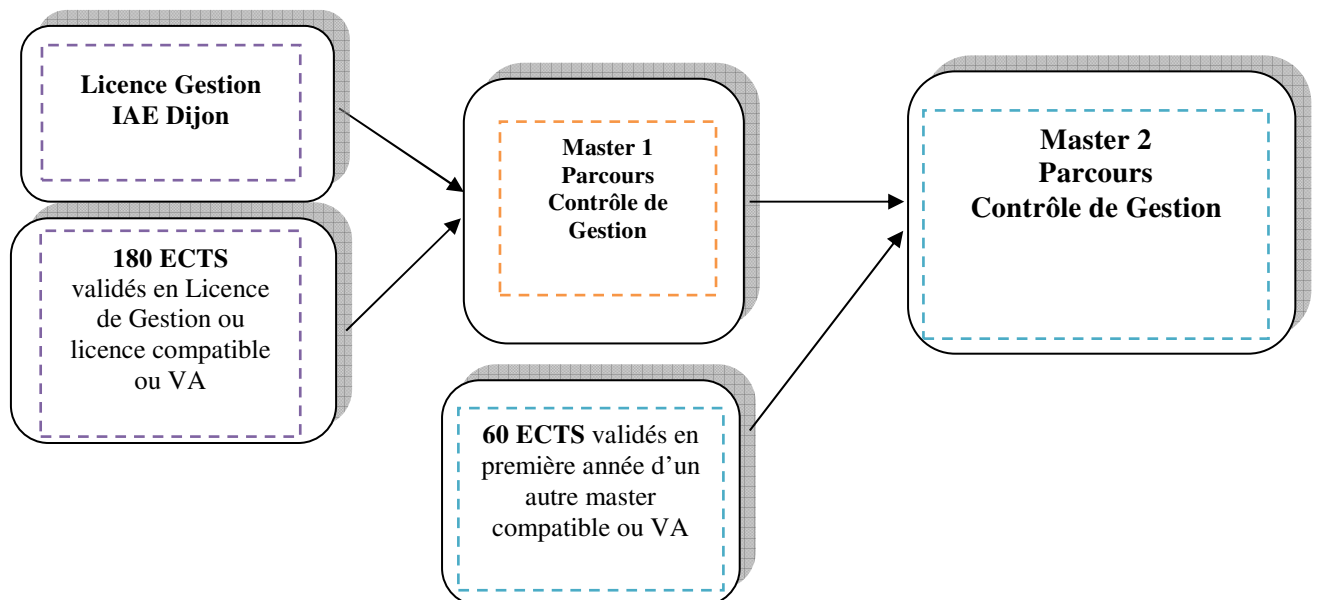 Licence Gestion
IAE Dijon
180 ECTS
validés en Licence
de Gestion ou
licence compatible
ou VA
Master 1
Parcours
Contrôle de
Gestion
60 ECTS validés en
première année d’un
autre master
compatible ou VA
Master 2
Parcours
Contrôle de Gestion